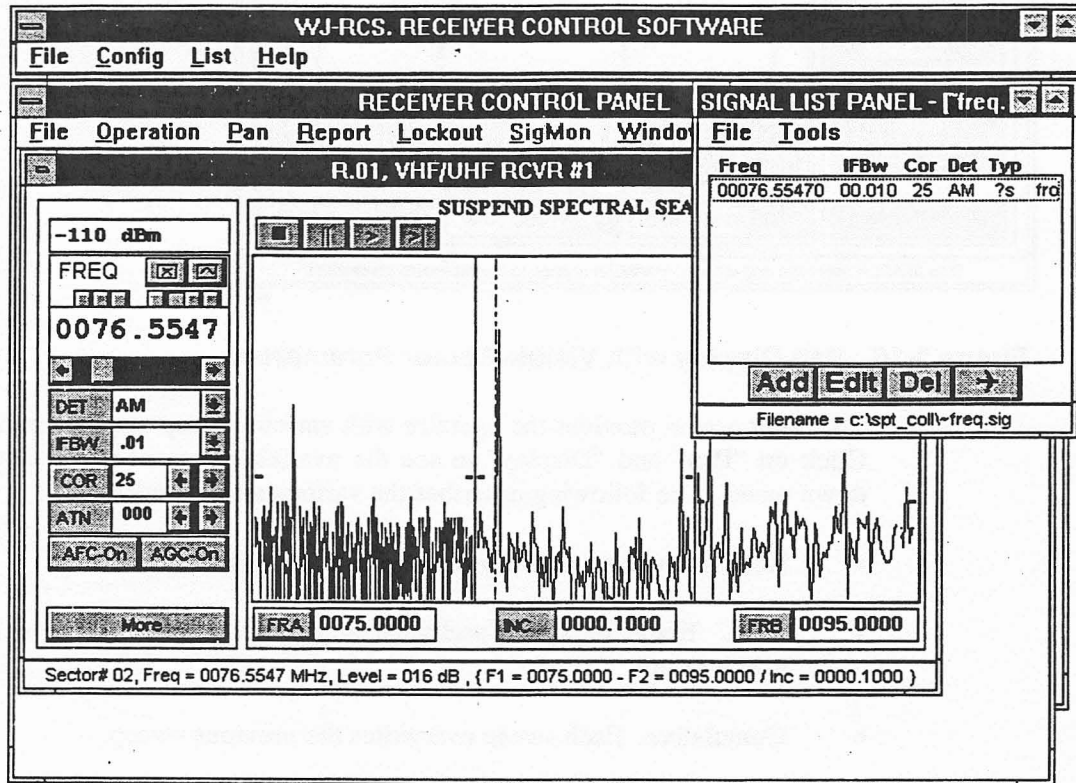 WJ-RCS. RECEIVER CONTROL SOFTWARE
File Config List Help
RECEIVER CONTROL PANEL
File Operation Pan Report Lockout SigMon Window
R.01, VHF/UHF RCVR #1
SUSPEND SPECTRAL SEA
-110 dBm
FREQ
0076.5547
DET AM
IFBW .01
COR 25
ATN 000
AFC-On AGC-On
More
FRA 0075.0000 INC 0000.1000 FRB 0095.0000
Sector# 02, Freq = 0076.5547 MHz, Level = 016 dB , { F1 = 0075.0000 - F2 = 0095.0000 / Inc = 0000.1000 }
SIGNAL LIST PANEL - [~freq.
File Tools
Freq IFBw Cor Det Typ
00076.55470 00.010 25 AM ?s fro
Add Edit Del
Filename = c:\spt_coll\~freq.sig